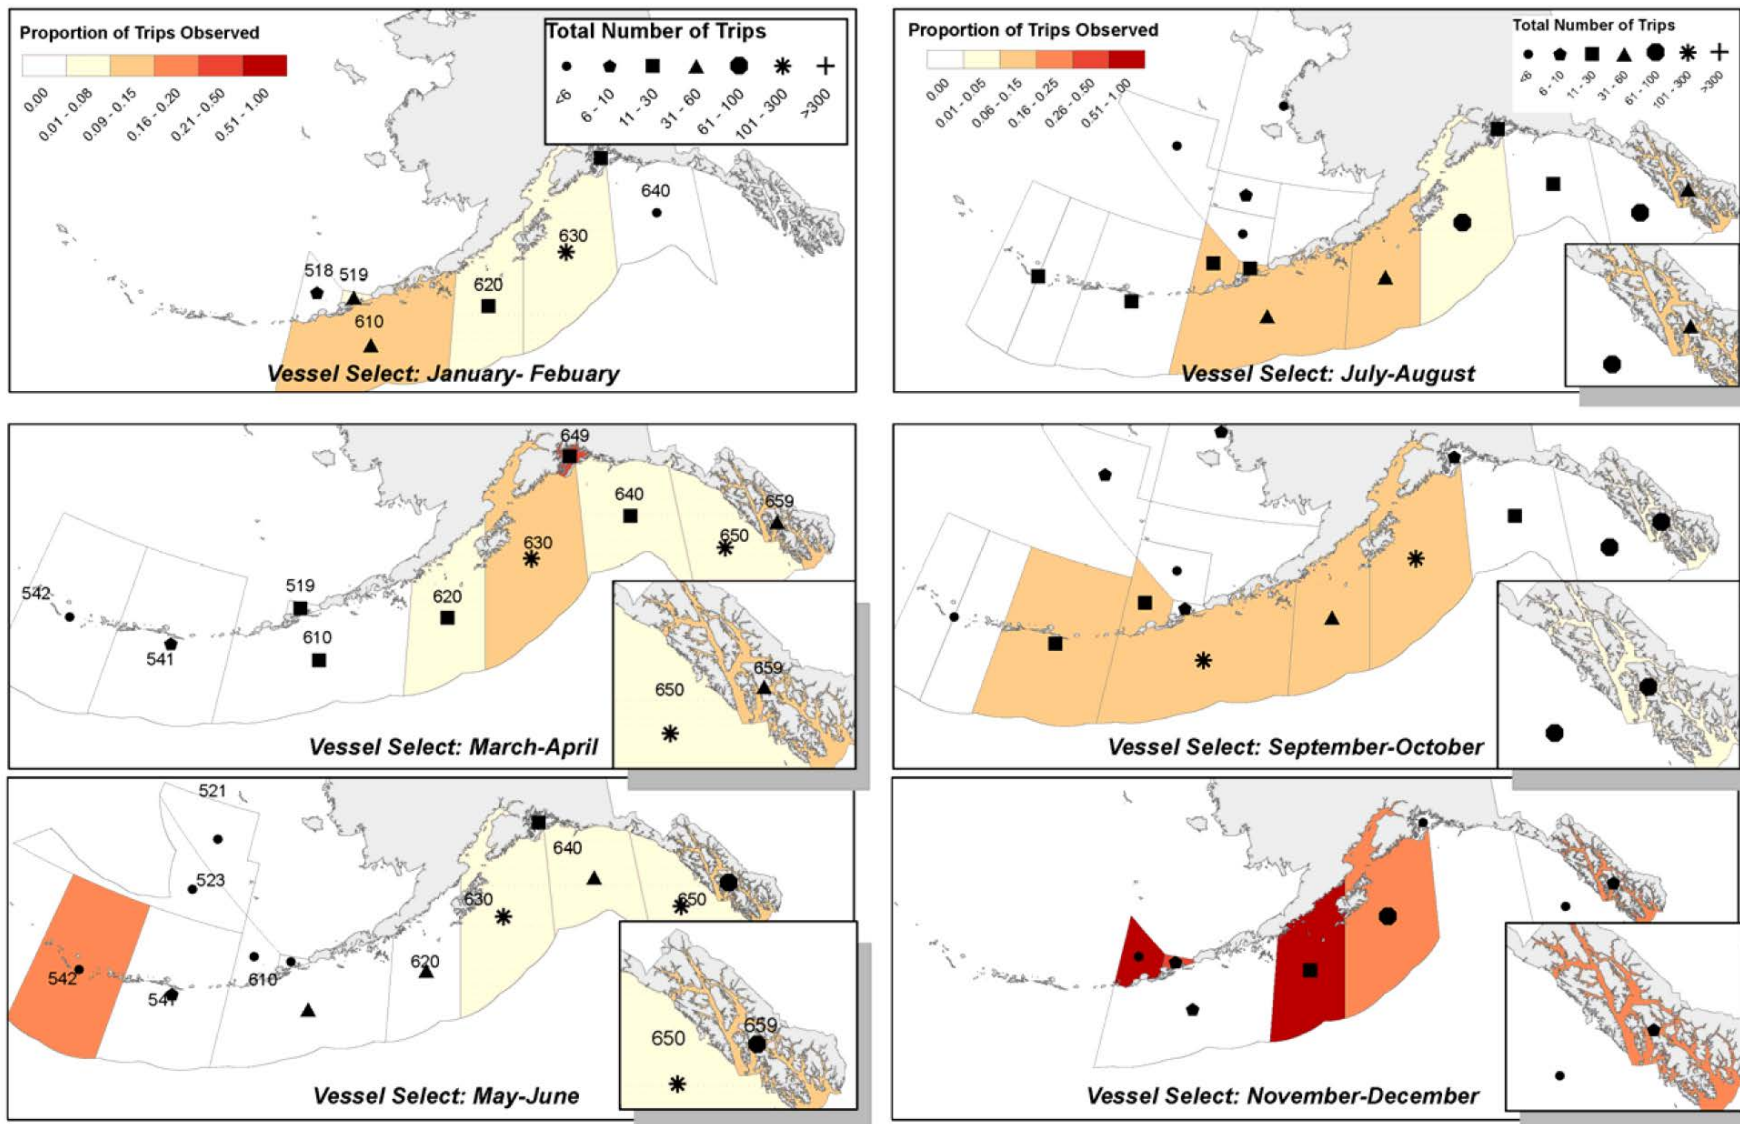 Proportion of Trips Observed
0.00
0.01 - 0.08
0.09 - 0.15
0.16 - 0.20
0.21 - 0.50
0.51 - 1.00
Total Number of Trips
<6
6 - 10
11 - 30
31 - 60
61 - 100
101 - 300
>300
640
630
518
519
620
610
Vessel Select: January- Febuary
Proportion of Trips Observed
0.00
0.01 - 0.05
0.06 - 0.15
0.16 - 0.25
0.26 - 0.50
0.51 - 1.00
Total Number of Trips
<6
6 - 10
11 - 30
31 - 60
61 - 100
101 - 300
>300
Vessel Select: July-August
649
640
659
630
650
542
519
620
610
541
659
650
Vessel Select: March-April
Vessel Select: September-October
521
640
523
630
650
542
610
620
541
659
650
Vessel Select: May-June
Vessel Select: November-December